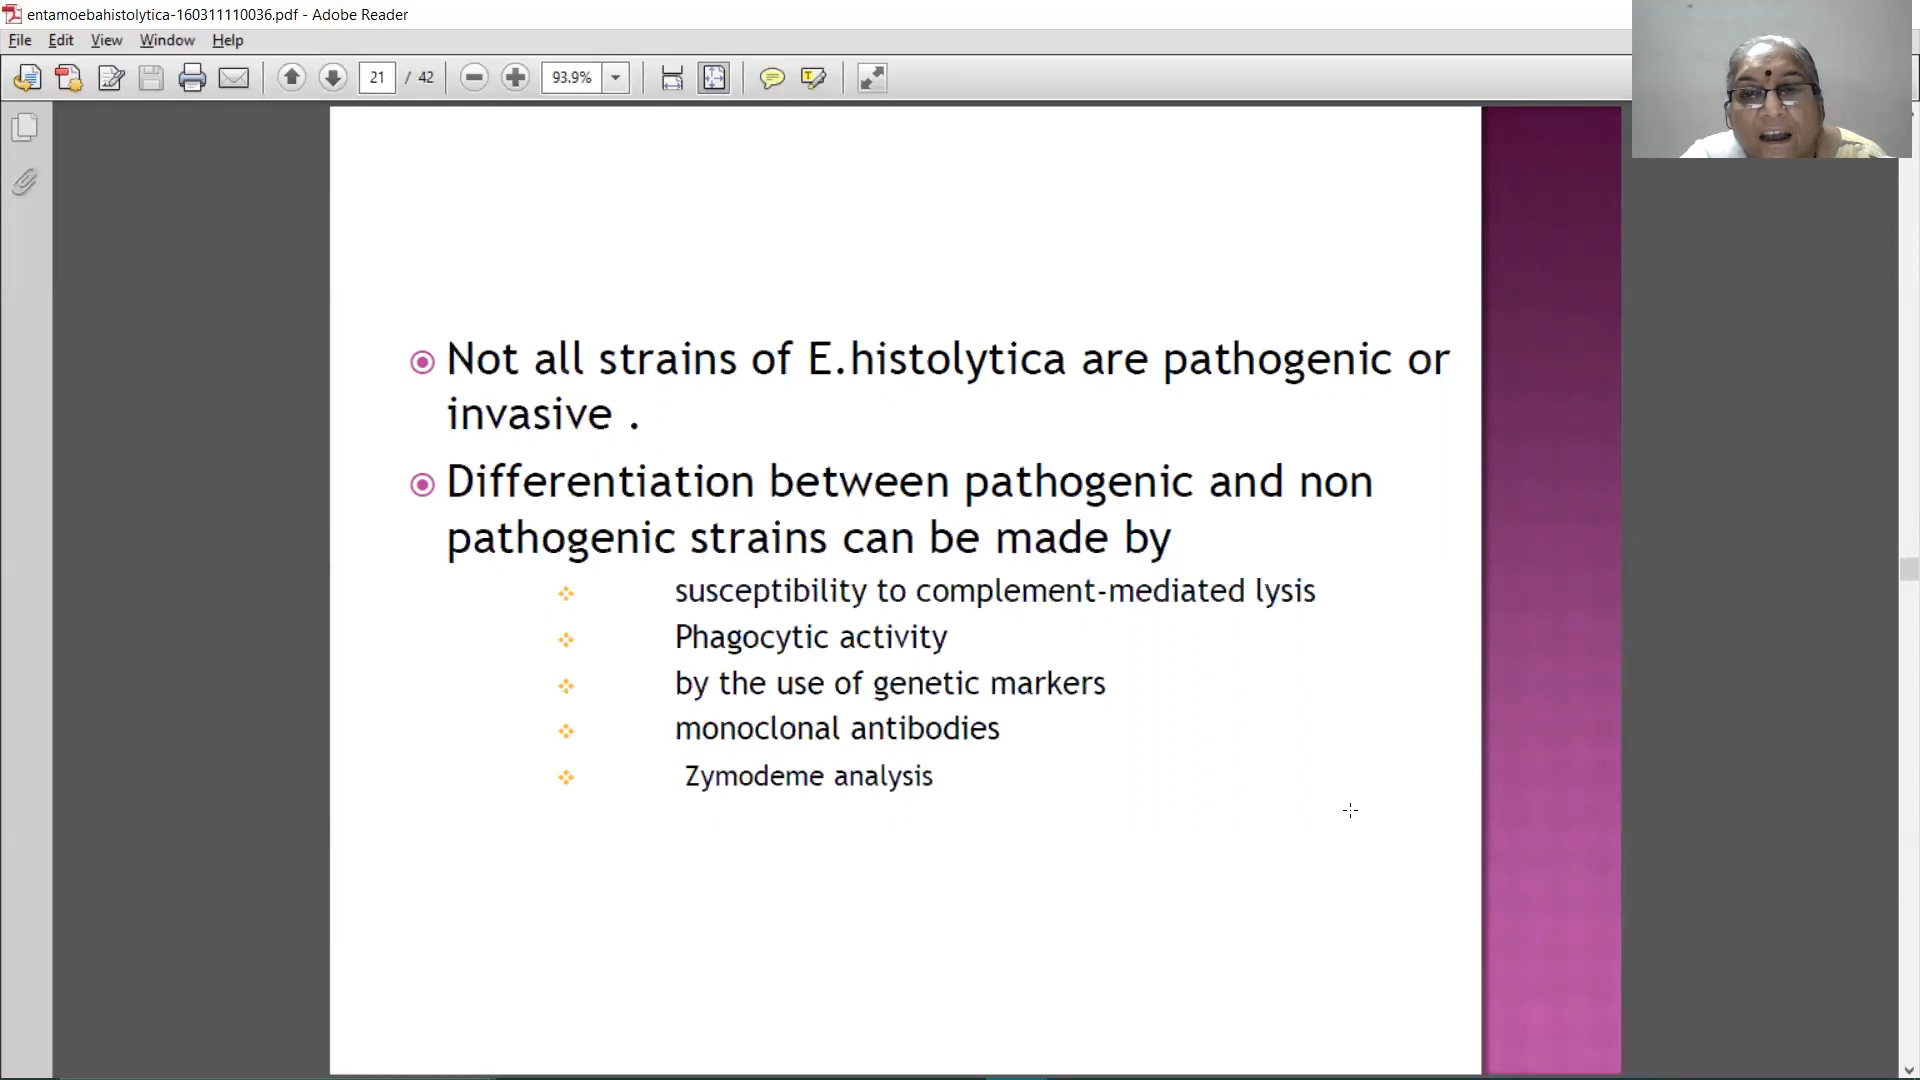 entamoebahistolytica-160311110036.pdf - Adobe Reader
File Edit View Window Help
21 / 42 93.9%
Not all strains of E.histolytica are pathogenic or
invasive .
Differentiation between pathogenic and non
pathogenic strains can be made by
susceptibility to complement-mediated lysis
Phagocytic activity
by the use of genetic markers
monoclonal antibodies
Zymodeme analysis